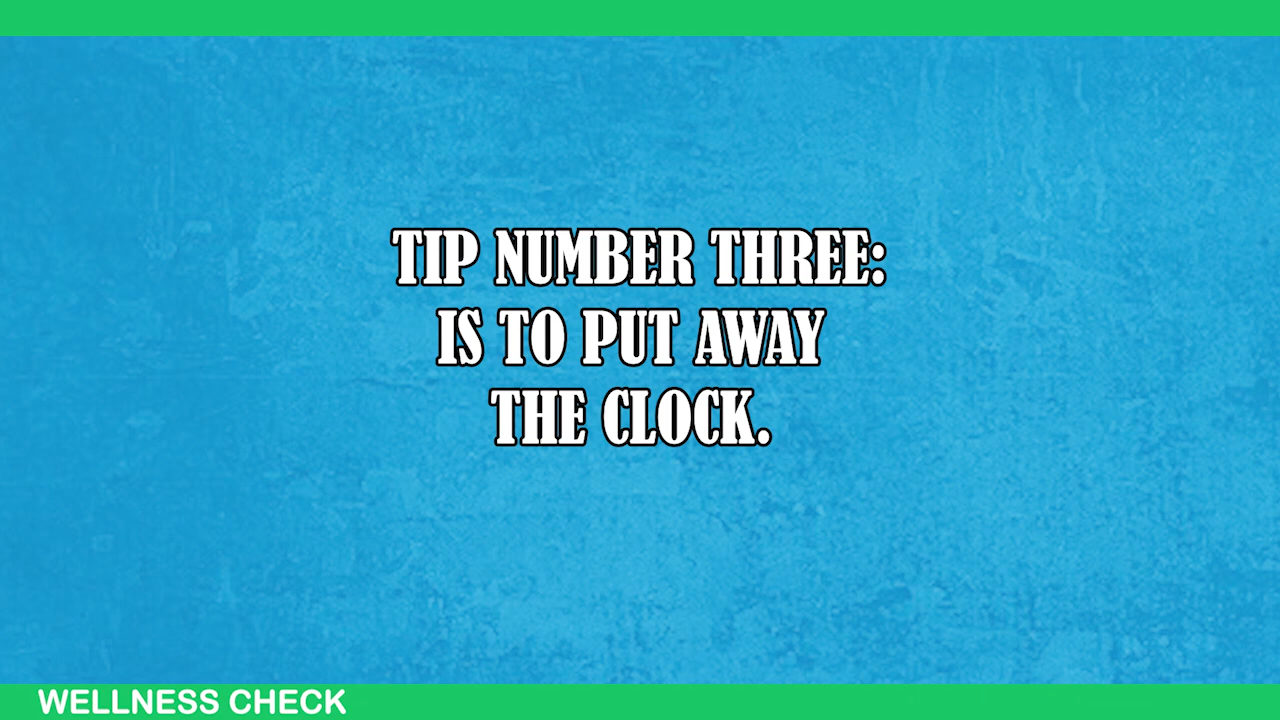 TIP NUMBER THREE:
IS TO PUT AWAY
THE CLOCK.
WELLNESS CHECK